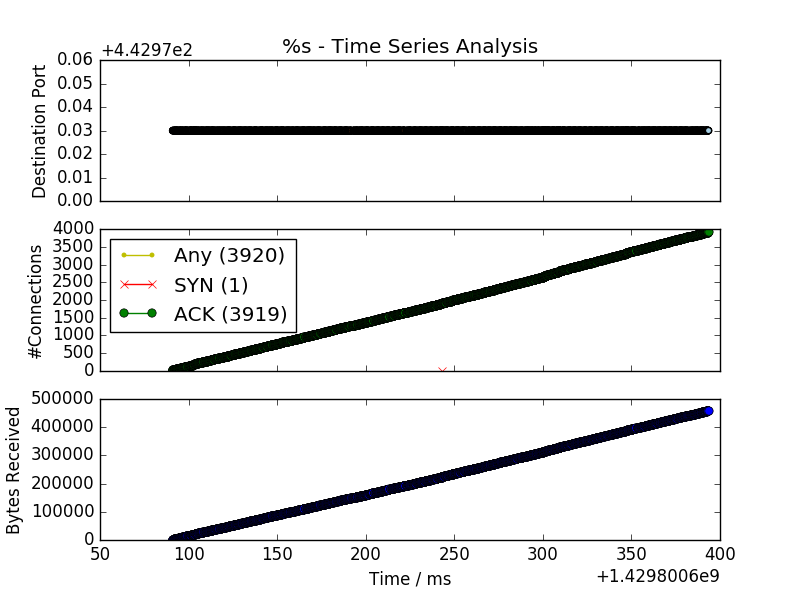 +4.4297e2
%s - Time Series Analysis
0.06
0.05
0.04
0.03
0.02
0.01
0.00
Destination Port
4000
3500
3000
2500
2000
1500
1000
500
0
#Connections
Any (3920)
SYN (1)
ACK (3919)
500000
400000
300000
200000
100000
0
Bytes Received
50 100 150 200 250 300 350 400
Time / ms
+1.4298006e9